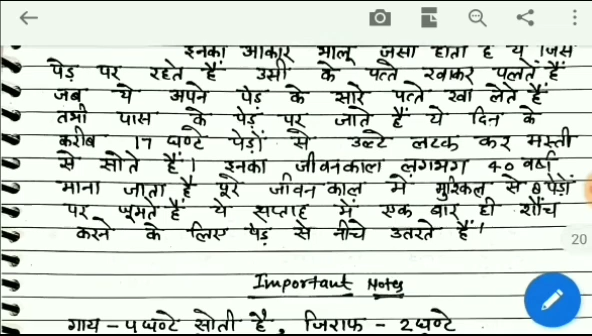 इनका आकार भालू जैसा होता है ये जिस
पेड़ पर रहते हैं उसी के पत्ते खाकर पलते हैं
जब ये अपने पेड़ के सारे पत्ते खा लेते हैं
तभी पास के पेड़ पर जाते हैं ये दिन के
करीब 17 घण्टे पेड़ों से उल्टे लटक कर मस्ती
से सोते हैं। इनका जीवनकाल लगभग 40 वर्ष
माना जाता है पूरे जीवन काल में मुश्किल से 8 पेड़ों
पर घूमते हैं ये सप्ताह में एक बार ही शौच
करने के लिए पेड़ से नीचे उतरते हैं।
20
Important Notes
गाय - 4 घण्टे सोती है, जिराफ - 2 घण्टे